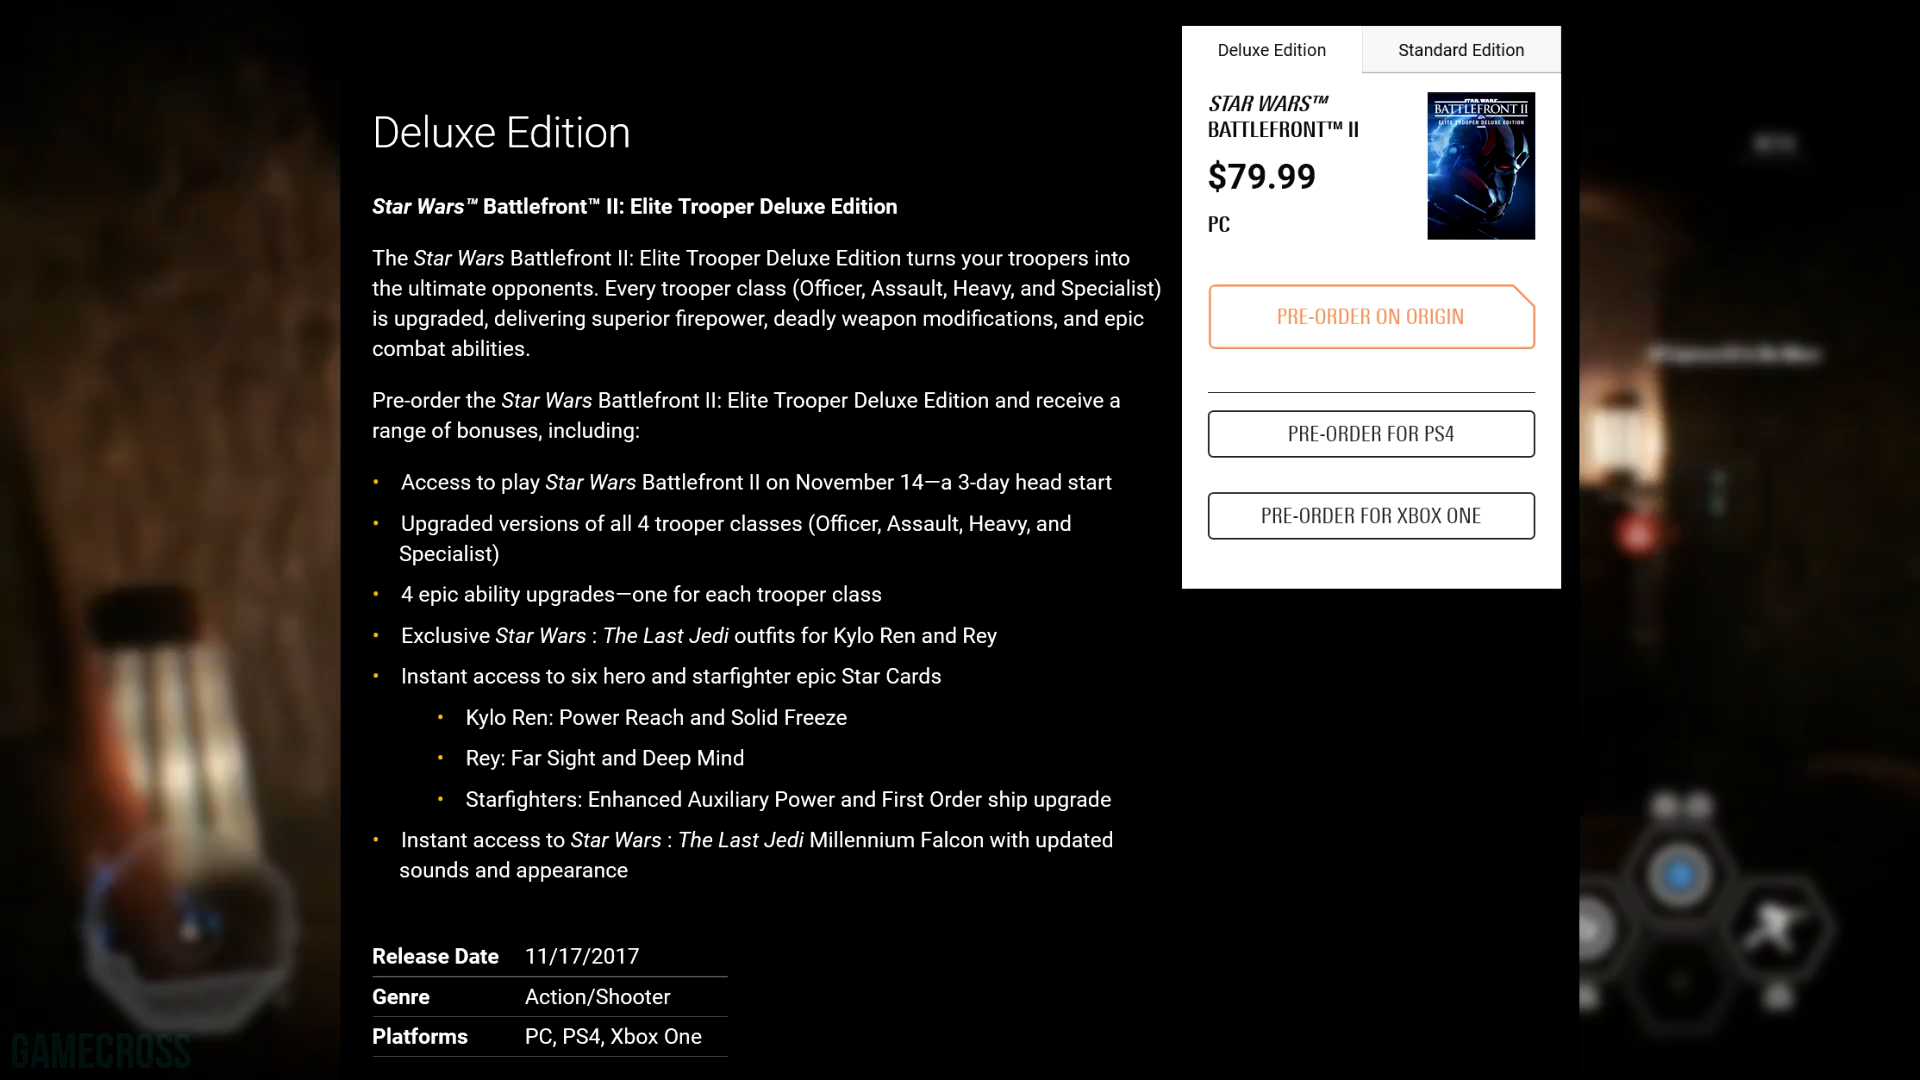 Deluxe Edition
Standard Edition
STAR WARS™
BATTLEFRONT™ II
$79.99
PC
STAR WARS
BATTLEFRONT II
ELITE TROOPER DELUXE EDITION
PRE-ORDER ON ORIGIN
PRE-ORDER FOR PS4
PRE-ORDER FOR XBOX ONE
Deluxe Edition
Star Wars™ Battlefront™ II: Elite Trooper Deluxe Edition
The Star Wars Battlefront II: Elite Trooper Deluxe Edition turns your troopers into
the ultimate opponents. Every trooper class (Officer, Assault, Heavy, and Specialist)
is upgraded, delivering superior firepower, deadly weapon modifications, and epic
combat abilities.
Pre-order the Star Wars Battlefront II: Elite Trooper Deluxe Edition and receive a
range of bonuses, including:
• Access to play Star Wars Battlefront II on November 14—a 3-day head start
• Upgraded versions of all 4 trooper classes (Officer, Assault, Heavy, and
Specialist)
• 4 epic ability upgrades—one for each trooper class
• Exclusive Star Wars : The Last Jedi outfits for Kylo Ren and Rey
• Instant access to six hero and starfighter epic Star Cards
• Kylo Ren: Power Reach and Solid Freeze
• Rey: Far Sight and Deep Mind
• Starfighters: Enhanced Auxiliary Power and First Order ship upgrade
• Instant access to Star Wars : The Last Jedi Millennium Falcon with updated
sounds and appearance
Release Date 11/17/2017
Genre Action/Shooter
Platforms PC, PS4, Xbox One
GAMECROSS